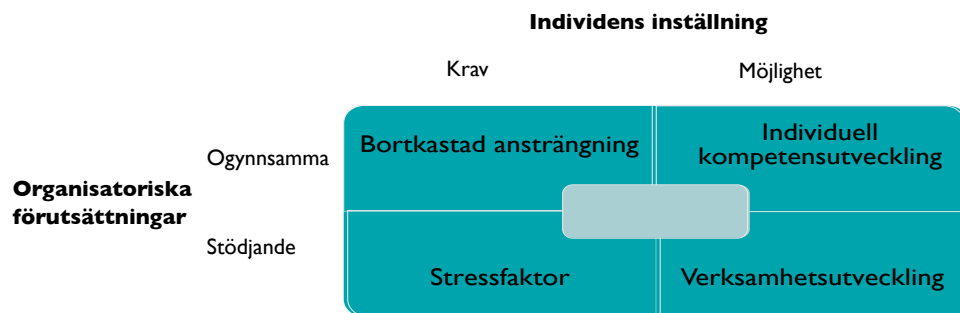 Individens inställning
Krav
Möjlighet
Bortkastad ansträngning
Individuell
kompetensutveckling
Ogynnsamma
Organisatoriska
förutsättningar
Stödjande
Stressfaktor
Verksamhetsutveckling